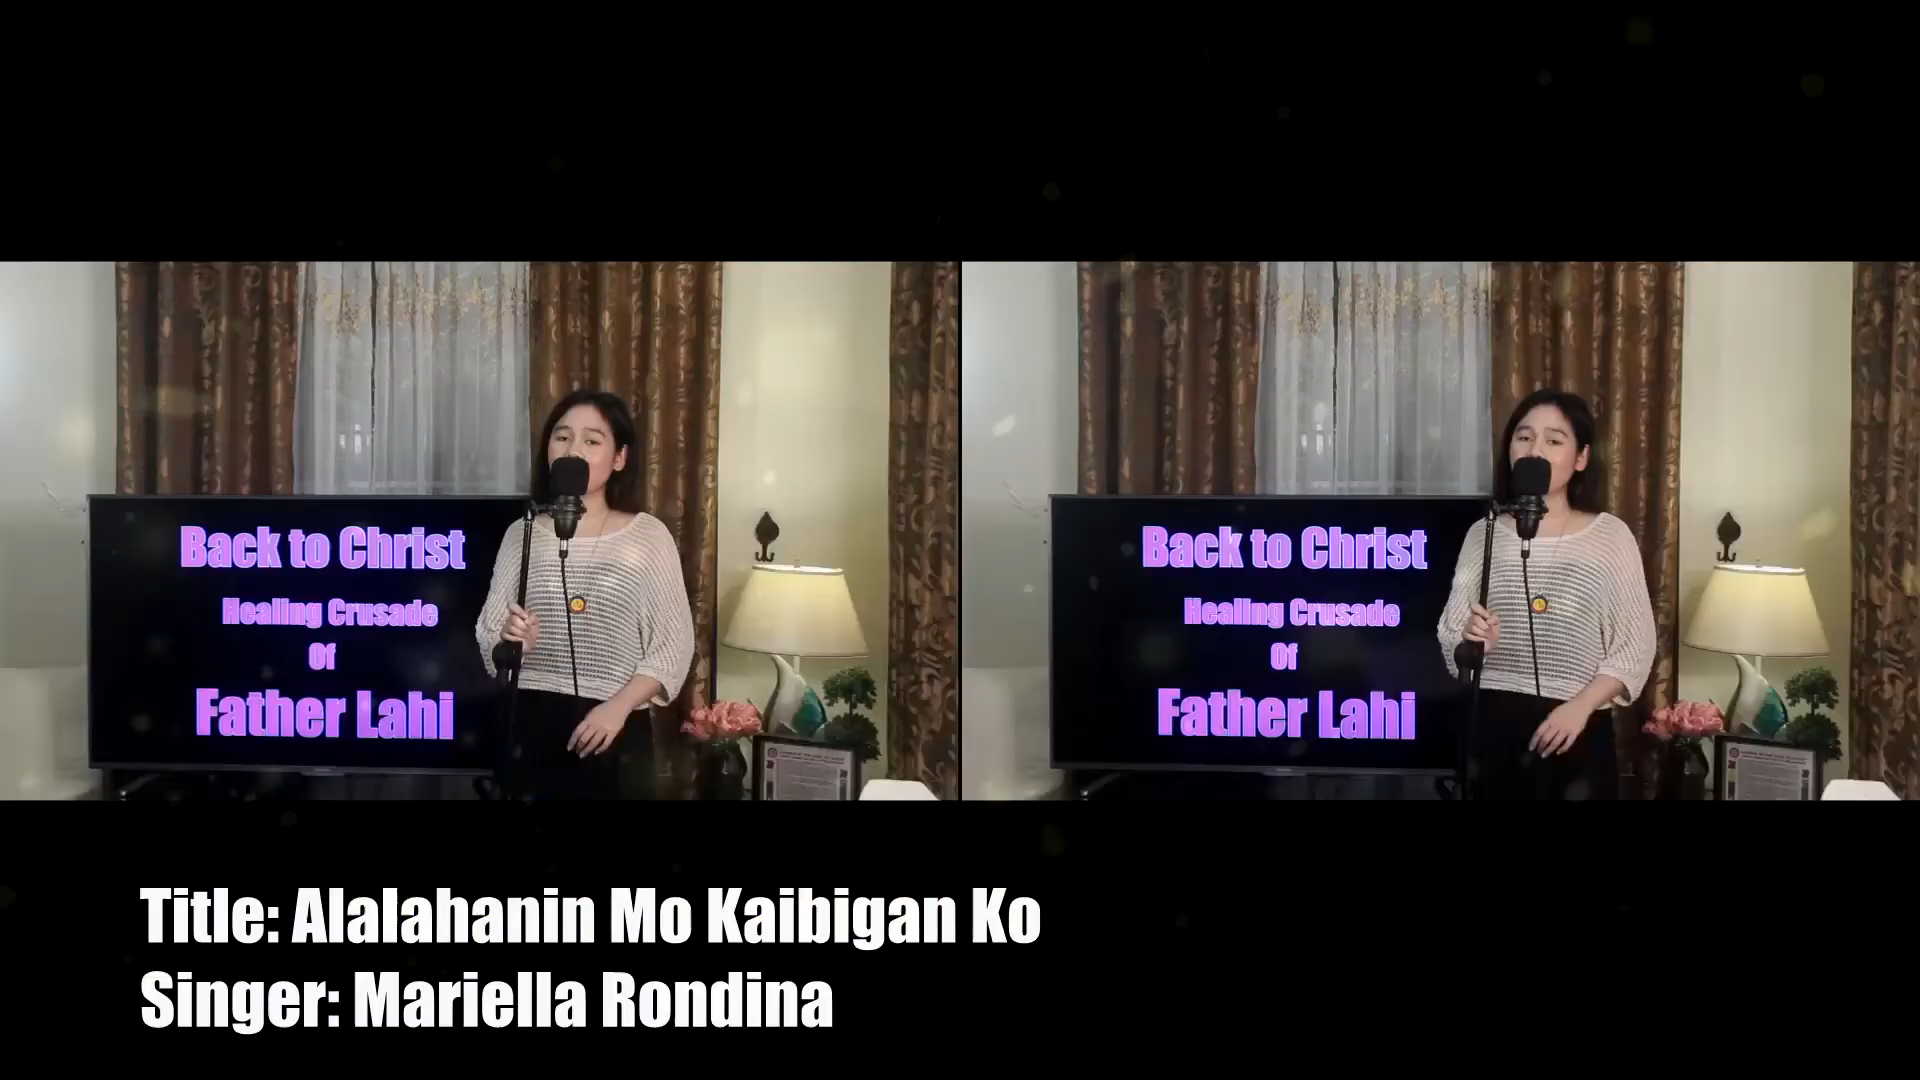 Back to Christ
Healing Crusade
Of
Father Lahi
Back to Christ
Healing Crusade
Of
Father Lahi
Title: Alalahanin Mo Kaibigan Ko
Singer: Mariella Rondina